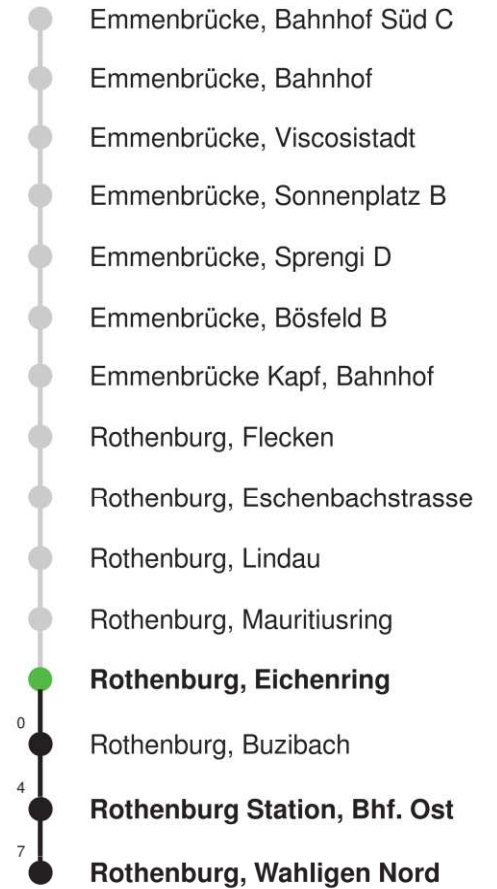 Emmenbrücke, Bahnhof Süd C
Emmenbrücke, Bahnhof
Emmenbrücke, Viscosistadt
Emmenbrücke, Sonnenplatz B
Emmenbrücke, Sprengi D
Emmenbrücke, Bösfeld B
Emmenbrücke Kapf, Bahnhof
Rothenburg, Flecken
Rothenburg, Eschenbachstrasse
Rothenburg, Lindau
Rothenburg, Mauritiusring
Rothenburg, Eichenring
0 Rothenburg, Buzibach
4 Rothenburg Station, Bhf. Ost
7 Rothenburg, Wahligen Nord